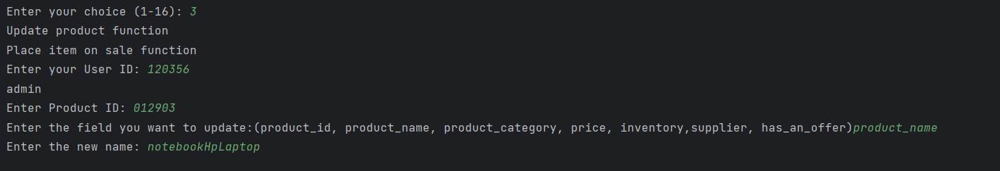 Enter your choice (1-16): 3
Update product function
Place item on sale function
Enter your User ID: 120356
admin
Enter Product ID: 012903
Enter the field you want to update:(product_id, product_name, product_category, price, inventory,supplier, has_an_offer)product_name
Enter the new name: notebookHpLaptop